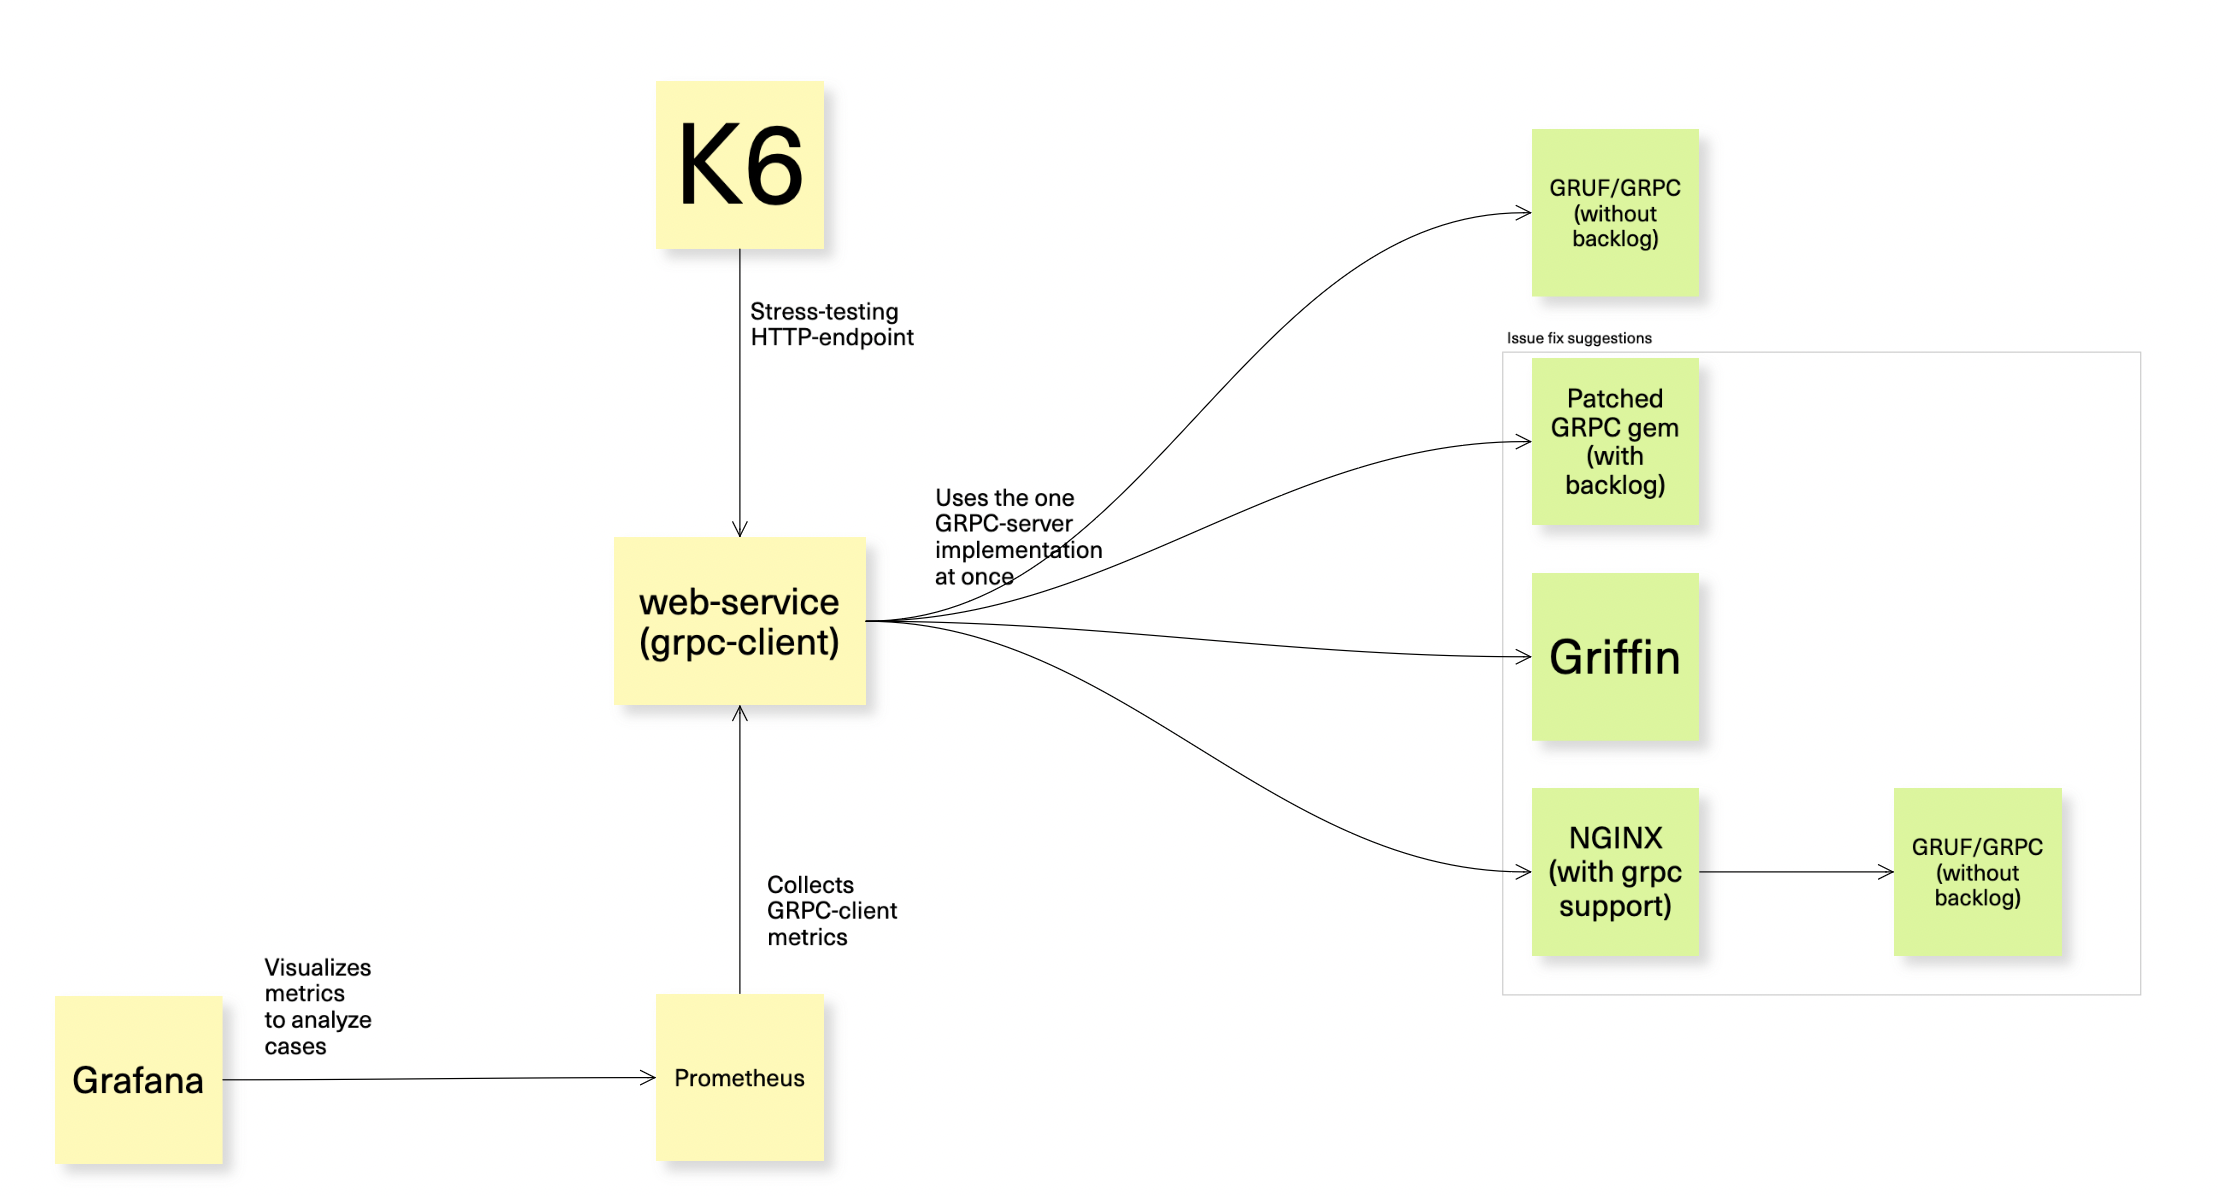 K6
Stress-testing
HTTP-endpoint
GRUF/GRPC
(without
backlog)
Issue fix suggestions
Patched
GRPC gem
(with
backlog)
Uses the one
GRPC-server
implementation
at once
web-service
(grpc-client)
Griffin
NGINX
(with grpc
support)
GRUF/GRPC
(without
backlog)
Collects
GRPC-client
metrics
Visualizes
metrics
to analyze
cases
Grafana
Prometheus